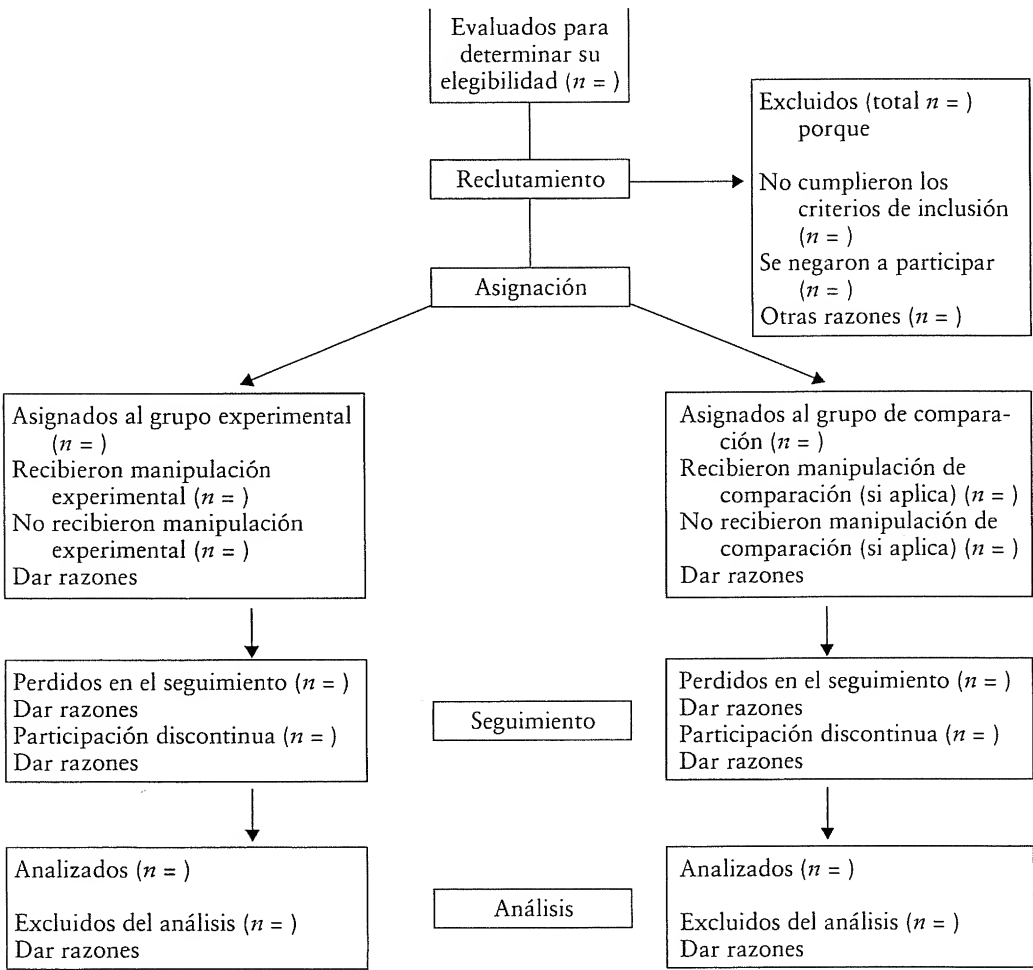 Evaluados para
determinar su
elegibilidad (n = )
Excluidos (total n = )
porque
No cumplieron los
criterios de inclusión
(n = )
Se negaron a participar
(n = )
Otras razones (n = )
Reclutamiento
Asignación
Asignados al grupo experimental
(n = )
Recibieron manipulación
experimental (n = )
No recibieron manipulación
experimental (n = )
Dar razones
Asignados al grupo de compara-
ción (n = )
Recibieron manipulación de
comparación (si aplica) (n = )
No recibieron manipulación de
comparación (si aplica) (n = )
Dar razones
Perdidos en el seguimiento (n = )
Dar razones
Participación discontinua (n = )
Dar razones
Seguimiento
Perdidos en el seguimiento (n = )
Dar razones
Participación discontinua (n = )
Dar razones
Analizados (n = )
Excluidos del análisis (n = )
Dar razones
Análisis
Analizados (n = )
Excluidos del análisis (n = )
Dar razones